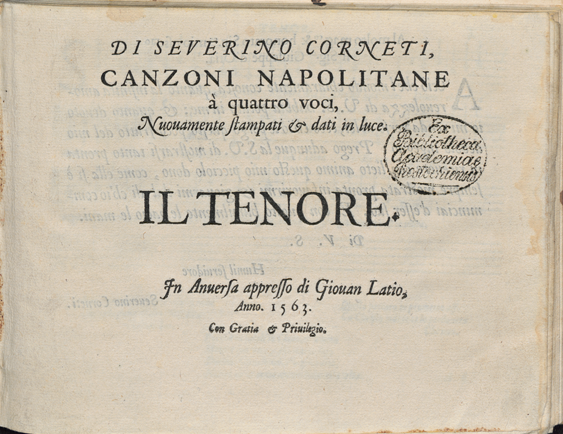 DI SEVERINO CORNETI,
CANZONI NAPOLITANE
à quattro voci,
Nuouamente stampati & dati in luce.
Ex
Bibliotheca
Academiae
IL TENORE.
In Anuersa appresso di Giouan Latio,
Anno. 1563.
Con Gratia & Priuilegio.